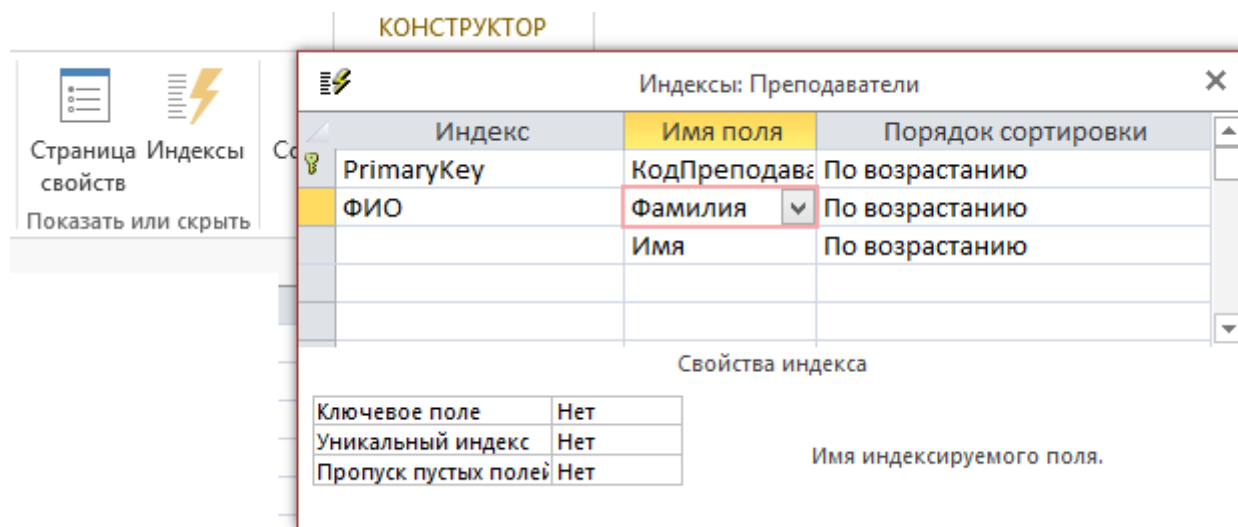 КОНСТРУКТОР
Страница свойств
Индексы
Показать или скрыть
Индексы: Преподаватели
Индекс Имя поля Порядок сортировки
PrimaryKey КодПреподава По возрастанию
ФИО Фамилия По возрастанию
Имя По возрастанию
Свойства индекса
Ключевое поле Нет
Уникальный индекс Нет
Пропуск пустых полей Нет
Имя индексируемого поля.